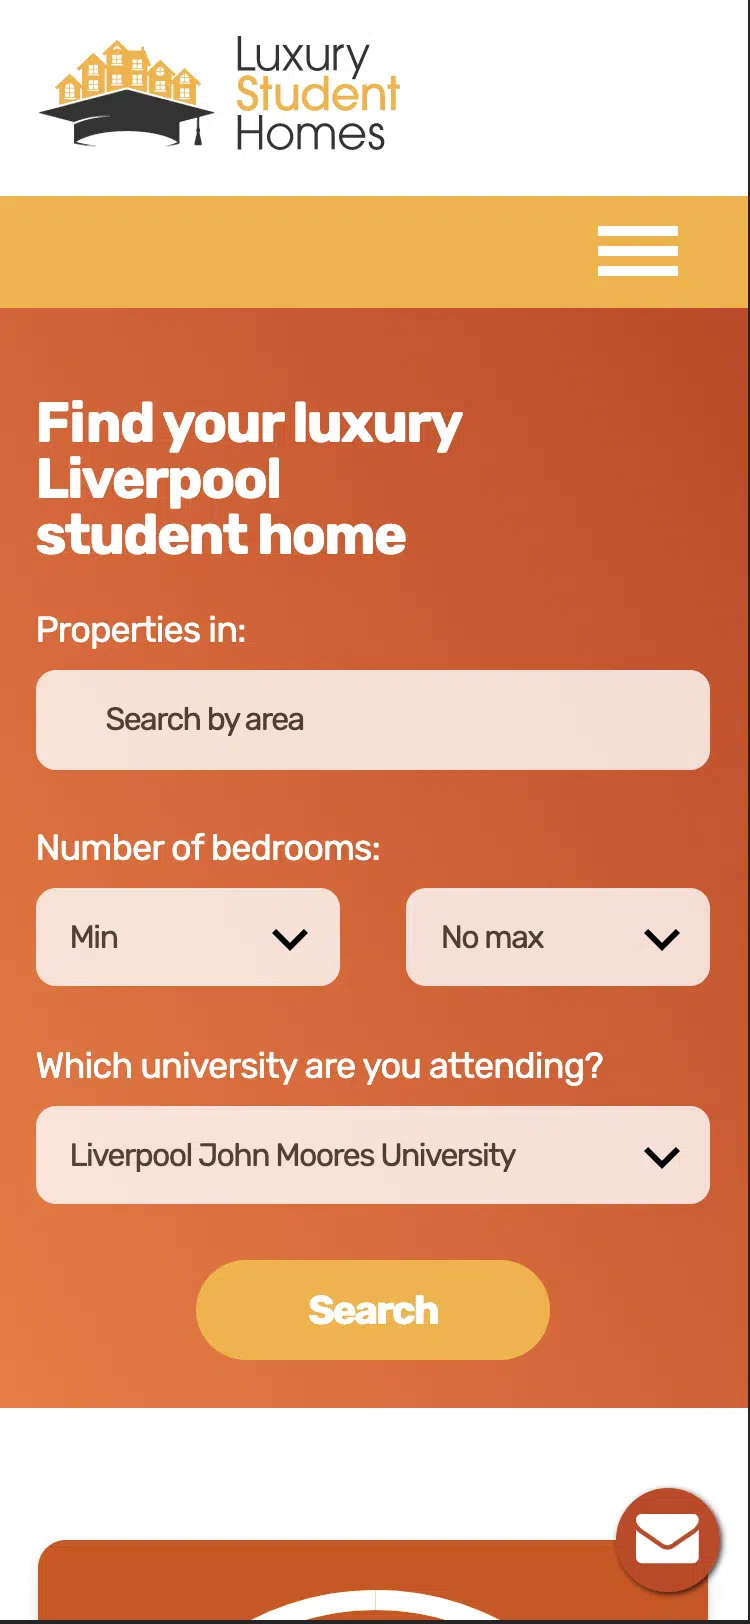 Luxury
Student
Homes
Find your luxury
Liverpool
student home
Properties in:
Search by area
Number of bedrooms:
Min
No max
Which university are you attending?
Liverpool John Moores University
Search